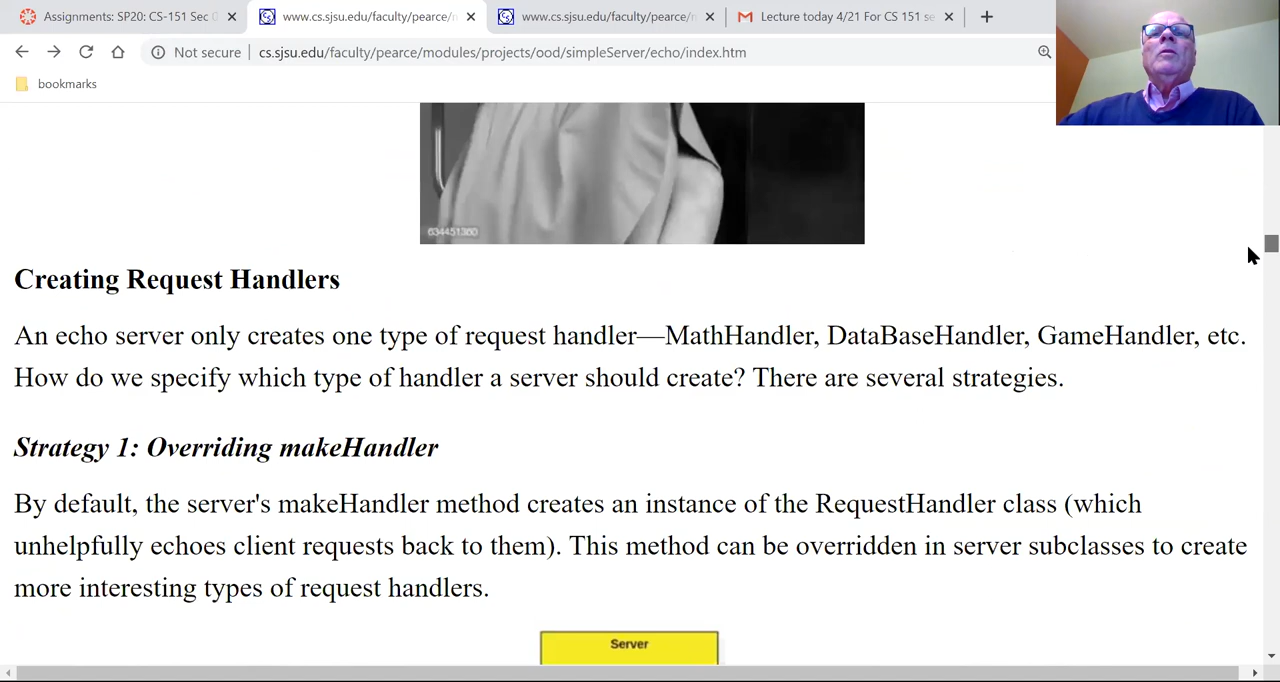 Assignments: SP20: CS-151 Sec
www.cs.sjsu.edu/faculty/pearce/
www.cs.sjsu.edu/faculty/pearce/
Lecture today 4/21 For CS 151 se
Not secure
cs.sjsu.edu/faculty/pearce/modules/projects/ood/simpleServer/echo/index.htm
bookmarks
634451360
Creating Request Handlers
An echo server only creates one type of request handler—MathHandler, DataBaseHandler, GameHandler, etc.
How do we specify which type of handler a server should create? There are several strategies.
Strategy 1: Overriding makeHandler
By default, the server's makeHandler method creates an instance of the RequestHandler class (which
unhelpfully echoes client requests back to them). This method can be overridden in server subclasses to create
more interesting types of request handlers.
Server